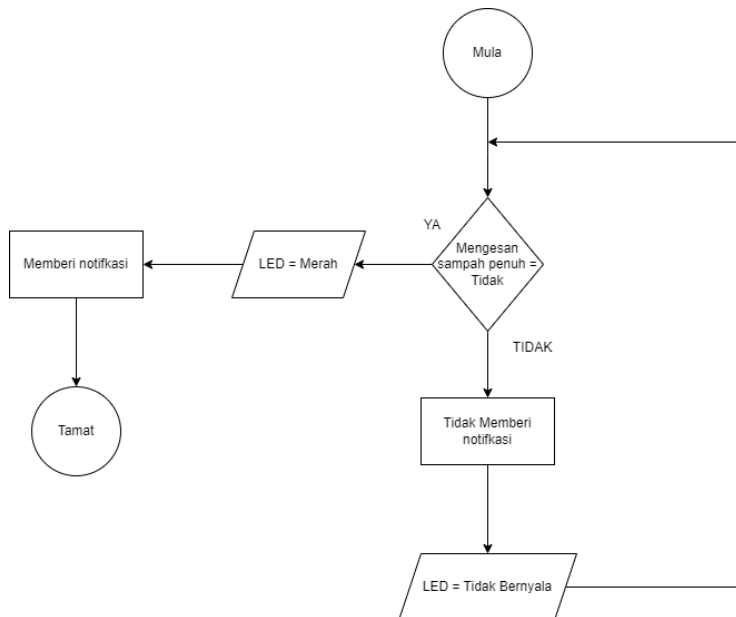 Mula
YA
Mengesan
sampah penuh =
Tidak
LED = Merah
Memberi notifkasi
TIDAK
Tamat
Tidak Memberi
notifkasi
LED = Tidak Bernyala